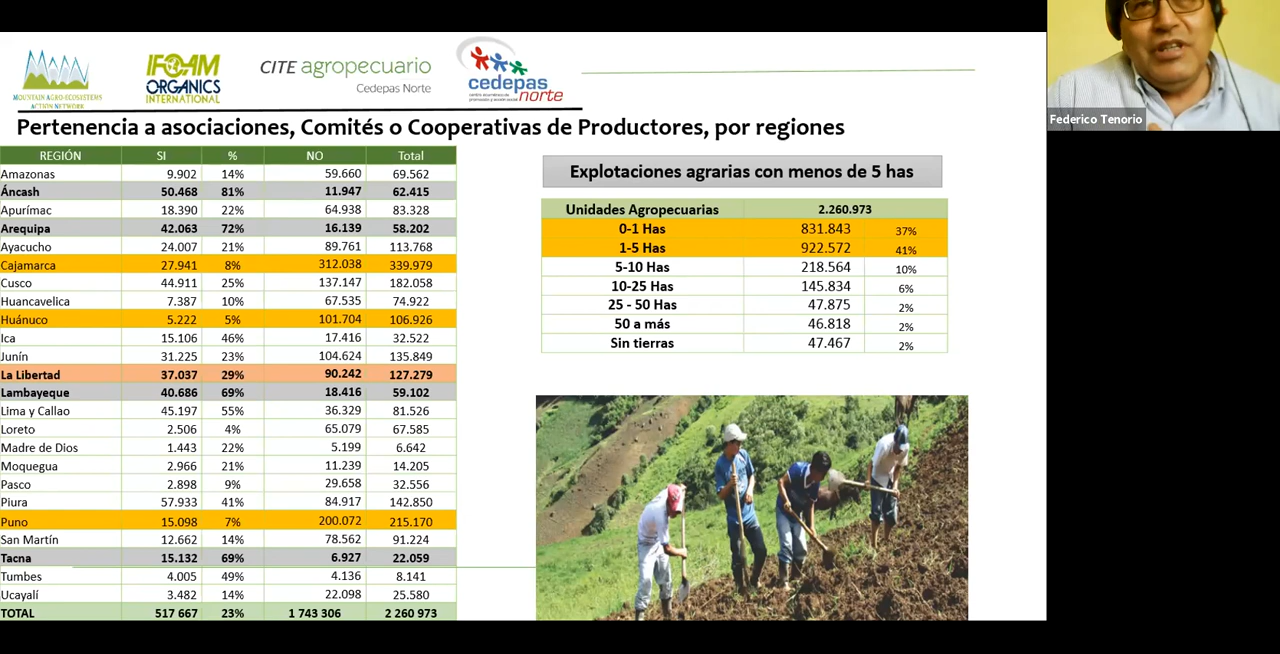 MOUNTAIN AGRO-ECOSYSTEMS
ACTION NETWORK
IFOAM
ORGANICS
INTERNATIONAL
CITE agropecuario
Cedepas Norte
cedepas
norte
Federico Tenorio
Pertenencia a asociaciones, Comités o Cooperativas de Productores, por regiones
REGIÓN SI % NO Total
Amazonas 9.902 14% 59.660 69.562
Áncash 50.468 81% 11.947 62.415
Apurímac 18.390 22% 64.938 83.328
Arequipa 42.063 72% 16.139 58.202
Ayacucho 24.007 21% 89.761 113.768
Cajamarca 27.941 8% 312.038 339.979
Cusco 44.911 25% 137.147 182.058
Huancavelica 7.387 10% 67.535 74.922
Huánuco 5.222 5% 101.704 106.926
Ica 15.106 46% 17.416 32.522
Junín 31.225 23% 104.624 135.849
La Libertad 37.037 29% 90.242 127.279
Lambayeque 40.686 69% 18.416 59.102
Lima y Callao 45.197 55% 36.329 81.526
Loreto 2.506 4% 65.079 67.585
Madre de Dios 1.443 22% 5.199 6.642
Moquegua 2.966 21% 11.239 14.205
Pasco 2.898 9% 29.658 32.556
Piura 57.933 41% 84.917 142.850
Puno 15.098 7% 200.072 215.170
San Martín 12.662 14% 78.562 91.224
Tacna 15.132 69% 6.927 22.059
Tumbes 4.005 49% 4.136 8.141
Ucayalí 3.482 14% 22.098 25.580
TOTAL 517 667 23% 1 743 306 2 260 973
Explotaciones agrarias con menos de 5 has
Unidades Agropecuarias 2.260.973
0-1 Has 831.843 37%
1-5 Has 922.572 41%
5-10 Has 218.564 10%
10-25 Has 145.834 6%
25 - 50 Has 47.875 2%
50 a más 46.818 2%
Sin tierras 47.467 2%